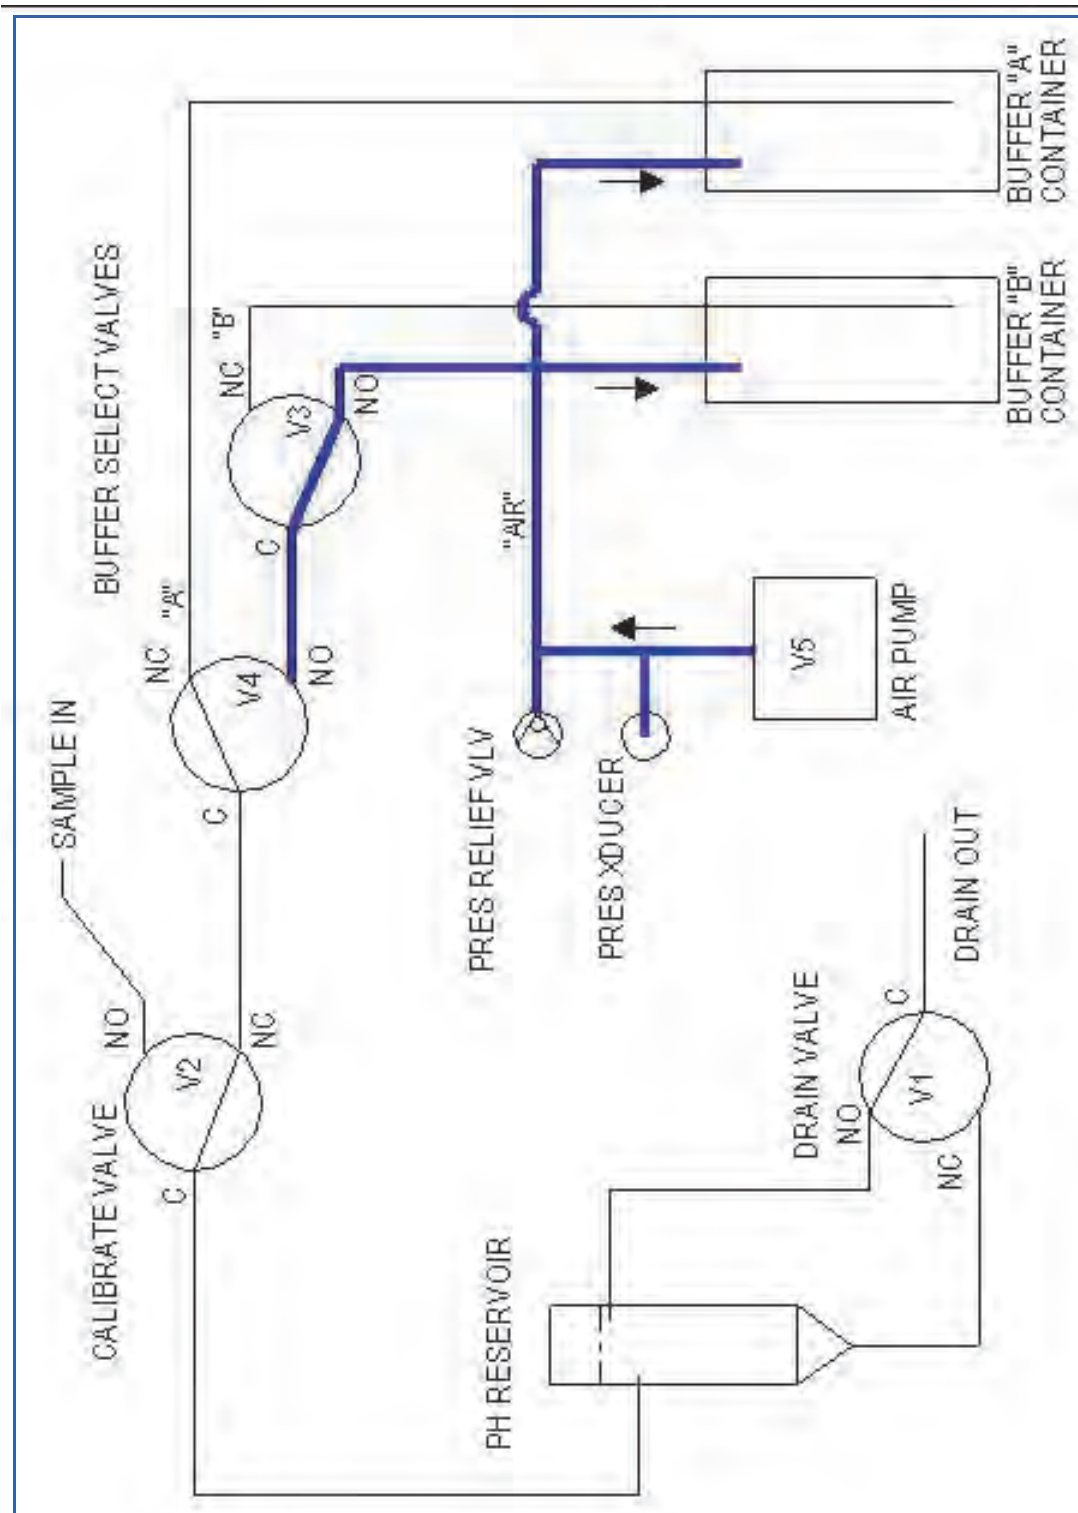 BUFFER SELECT VALVES
SAMPLE IN
CALIBRATE VALVE
NO
V2
NC
C
NC
"A"
V4
NO
C
NC
"B"
V3
NO
C
"AIR"
PRES RELIEF VLV
PRES XDUCER
V5
AIR PUMP
BUFFER "A"
CONTAINER
BUFFER "B"
CONTAINER
PH RESERVOIR
DRAIN VALVE
NO
C
V1
NC
DRAIN OUT